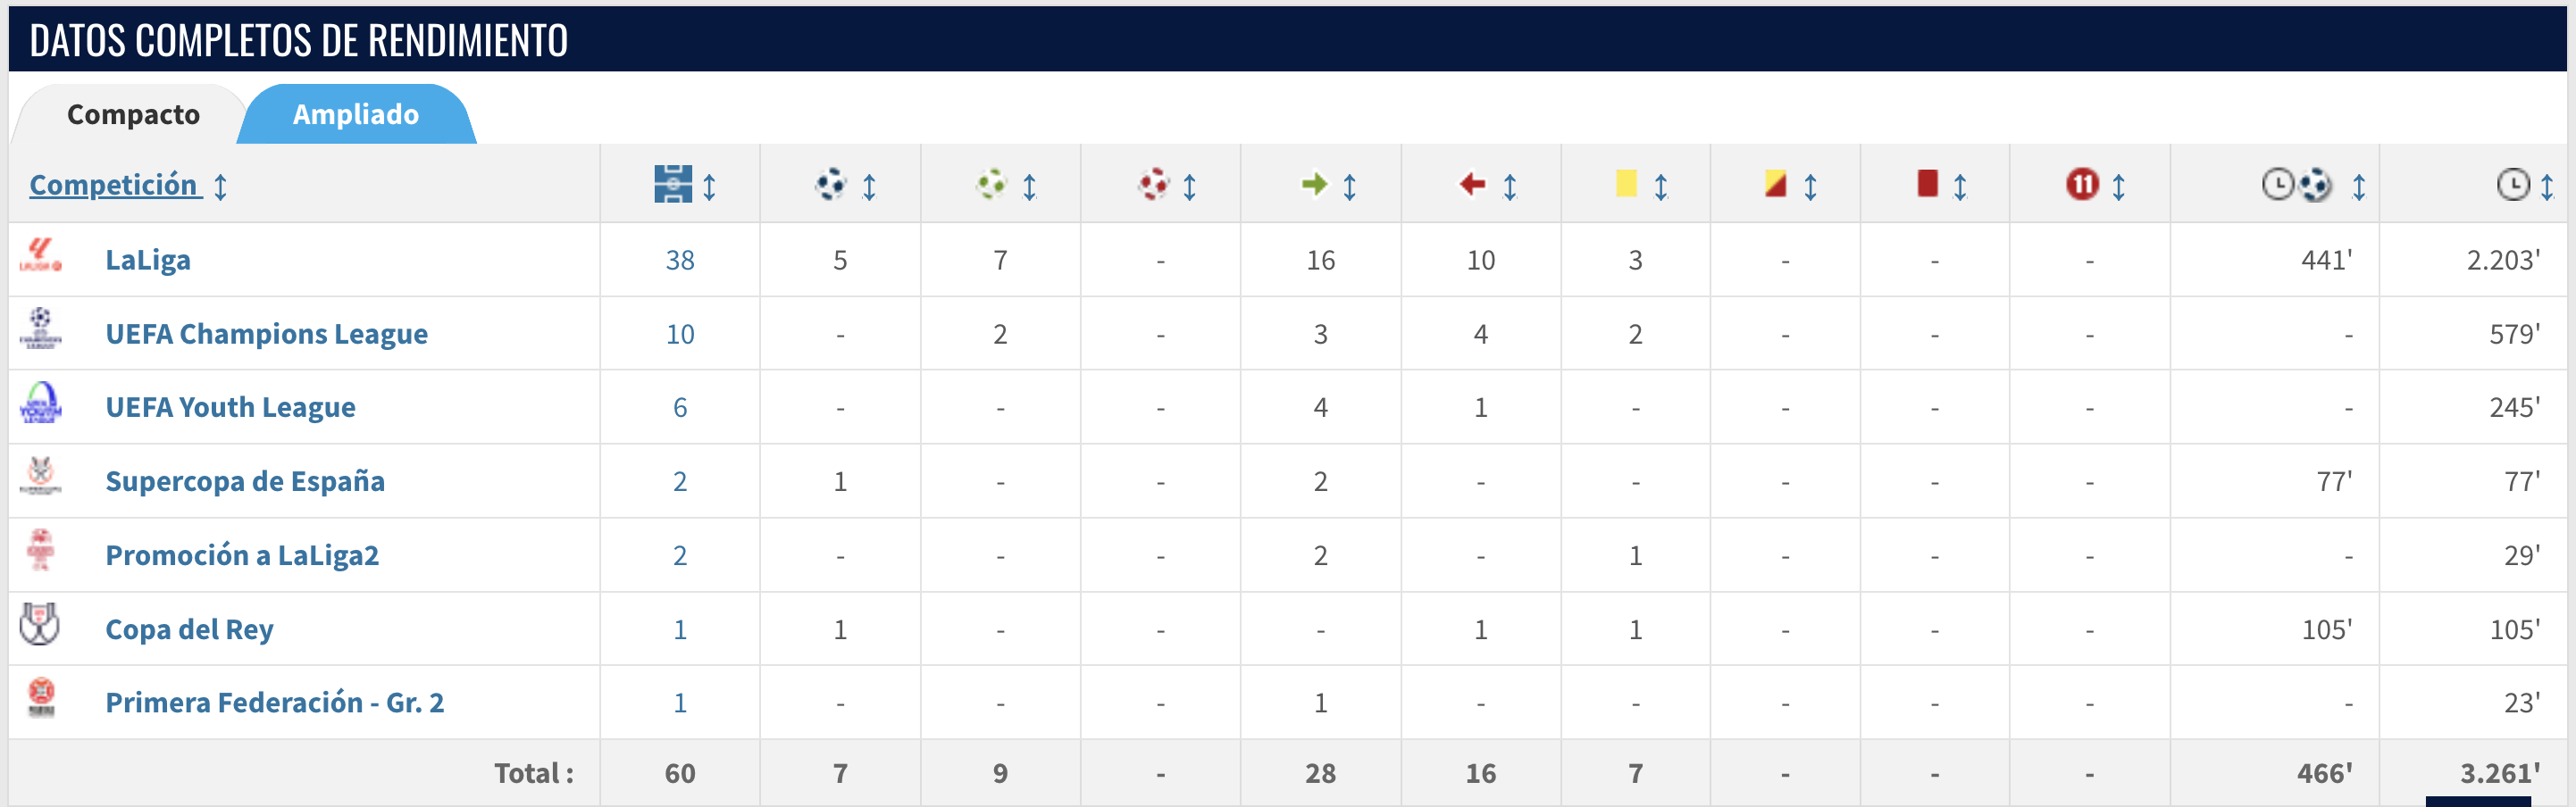 DATOS COMPLETOS DE RENDIMIENTO
Compacto Ampliado
Competición 11
LaLiga 38 5 7 - 16 10 3 - - - 441' 2.203'
UEFA Champions League 10 - 2 - 3 4 2 - - - - 579'
UEFA Youth League 6 - - - 4 1 - - - - - 245'
Supercopa de España 2 1 - - 2 - - - - - 77' 77'
Promoción a LaLiga2 2 - - - 2 - 1 - - - - 29'
Copa del Rey 1 1 - - - 1 1 - - - 105' 105'
Primera Federación - Gr. 2 1 - - - 1 - - - - - - 23'
Total : 60 7 9 - 28 16 7 - - - 466' 3.261'